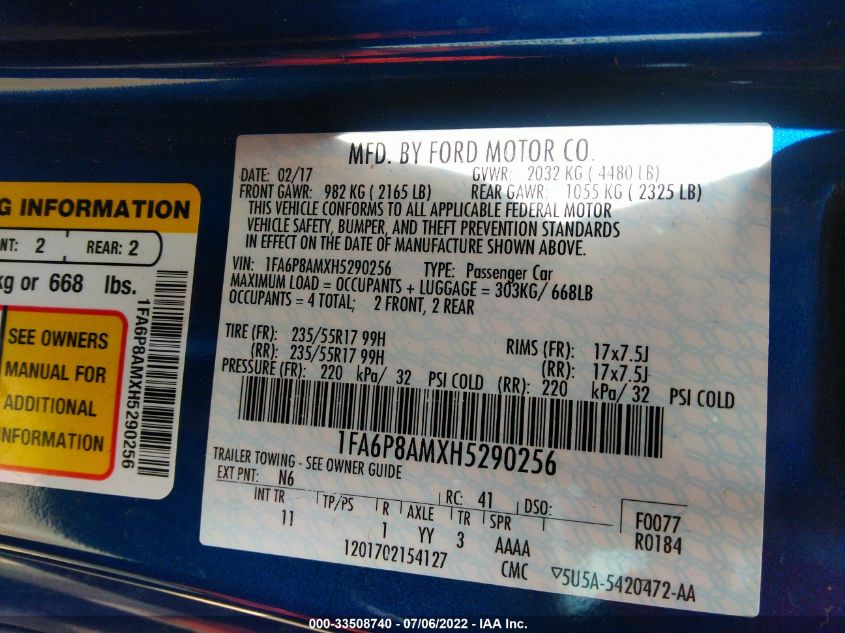 G INFORMATION
NT: 2 REAR: 2
kg or 668 lbs.
SEE OWNERS
MANUAL FOR
ADDITIONAL
INFORMATION
1FA6P8AMXH5290256
MFD. BY FORD MOTOR CO.
DATE: 02/17 GVWR: 2032 KG ( 4480 LB)
FRONT GAWR: 982 KG ( 2165 LB) REAR GAWR: 1055 KG ( 2325 LB)
THIS VEHICLE CONFORMS TO ALL APPLICABLE FEDERAL MOTOR
VEHICLE SAFETY, BUMPER, AND THEFT PREVENTION STANDARDS
IN EFFECT ON THE DATE OF MANUFACTURE SHOWN ABOVE.
VIN: 1FA6P8AMXH5290256 TYPE: Passenger Car
MAXIMUM LOAD = OCCUPANTS + LUGGAGE = 303KG/ 668LB
OCCUPANTS = 4 TOTAL; 2 FRONT, 2 REAR
TIRE (FR): 235/55R17 99H RIMS (FR): 17x7.5J
(RR): 235/55R17 99H (RR): 17x7.5J
PRESSURE (FR): 220 kPa/ 32 PSI COLD (RR): 220 kPa/ 32 PSI COLD
1FA6P8AMXH5290256
TRAILER TOWING - SEE OWNER GUIDE
EXT PNT: N6 RC: 41 DSO:
INT TR TP/PS R AXLE TR SPR
11 1 YY 3 AAAA
F0077
R0184
1201702154127 CMC ▽5U5A-5420472-AA
000-33508740 - 07/06/2022 - IAA Inc.